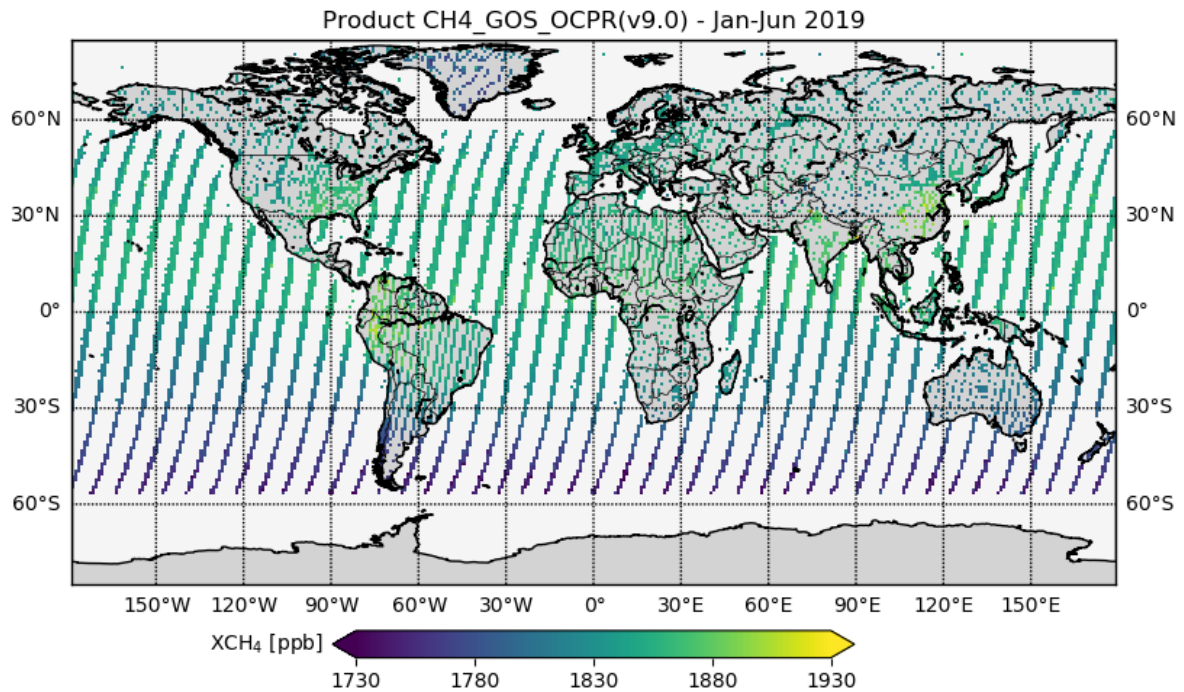 Product CH4_GOS_OCPR(v9.0) - Jan-Jun 2019
60°N 60°N
30°N 30°N
0° 0°
30°S 30°S
60°S 60°S
150°W 120°W 90°W 60°W 30°W 0° 30°E 60°E 90°E 120°E 150°E
XCH₄ [ppb]
1730 1780 1830 1880 1930